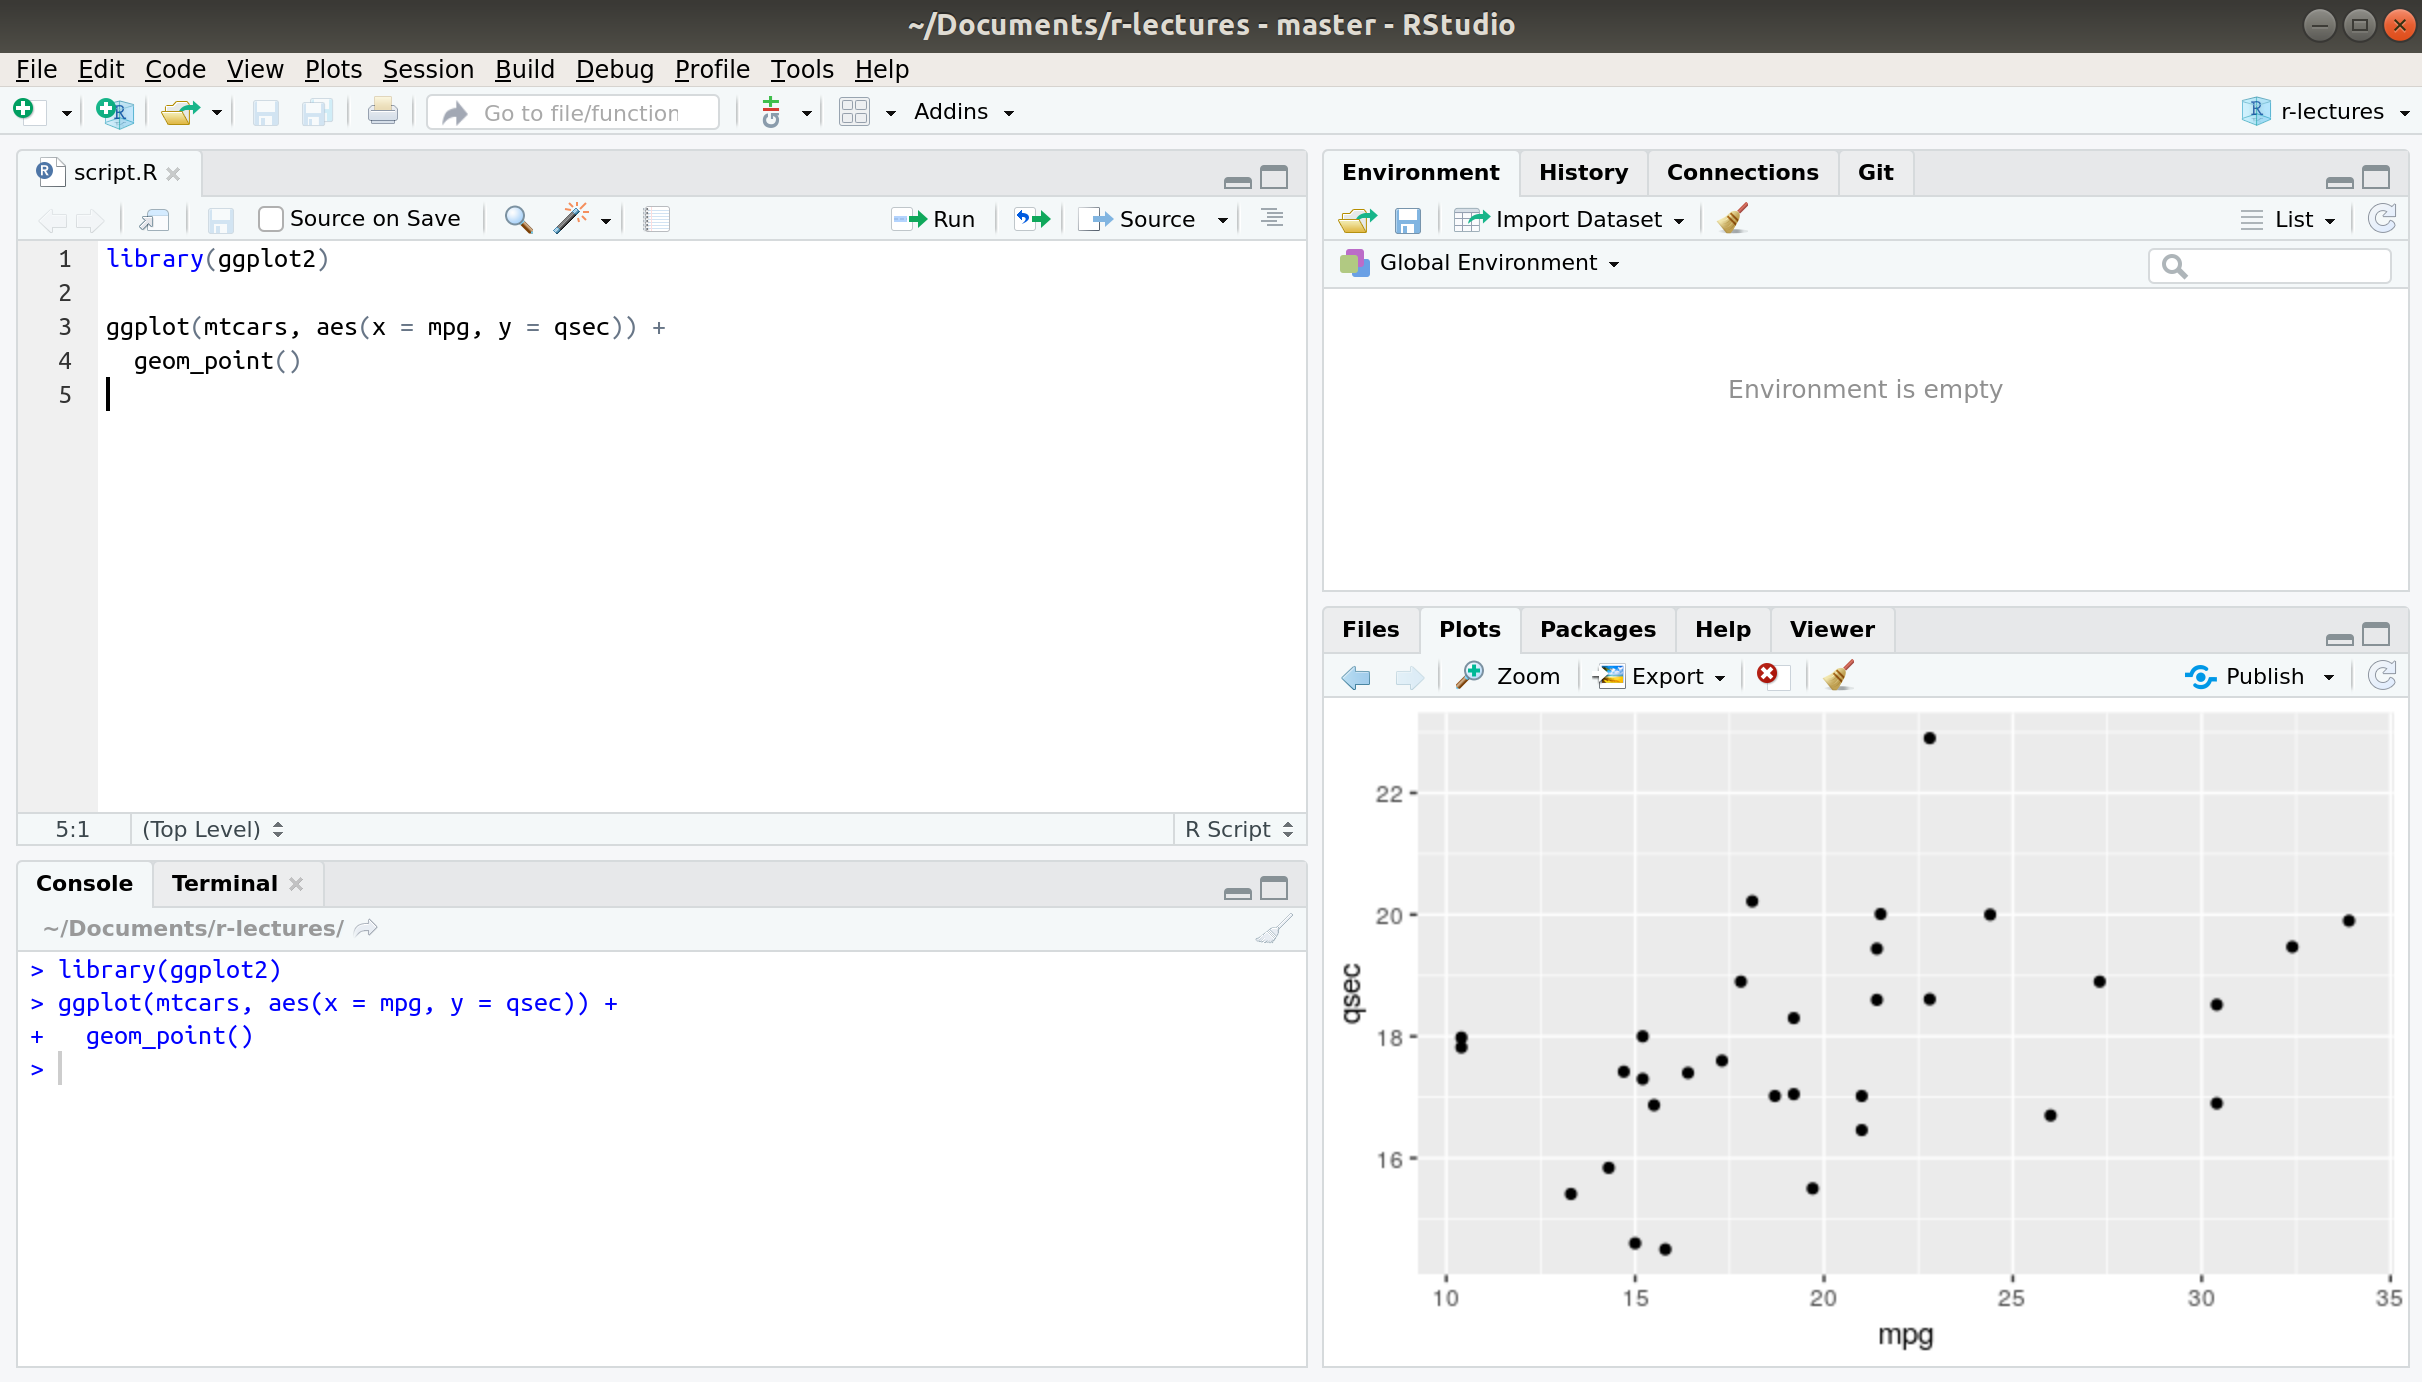 ~/Documents/r-lectures - master - RStudio
File Edit Code View Plots Session Build Debug Profile Tools Help
Go to file/function Addins r-lectures
script.R
Source on Save Run Source
1 library(ggplot2)
2
3 ggplot(mtcars, aes(x = mpg, y = qsec)) +
4 geom_point()
5
5:1 (Top Level) R Script
Console Terminal
~/Documents/r-lectures/
> library(ggplot2)
> ggplot(mtcars, aes(x = mpg, y = qsec)) +
+ geom_point()
>
Environment History Connections Git
Import Dataset List
Global Environment
Environment is empty
Files Plots Packages Help Viewer
Zoom Export Publish
qsec
22
20
18
16
10 15 20 25 30 35
mpg